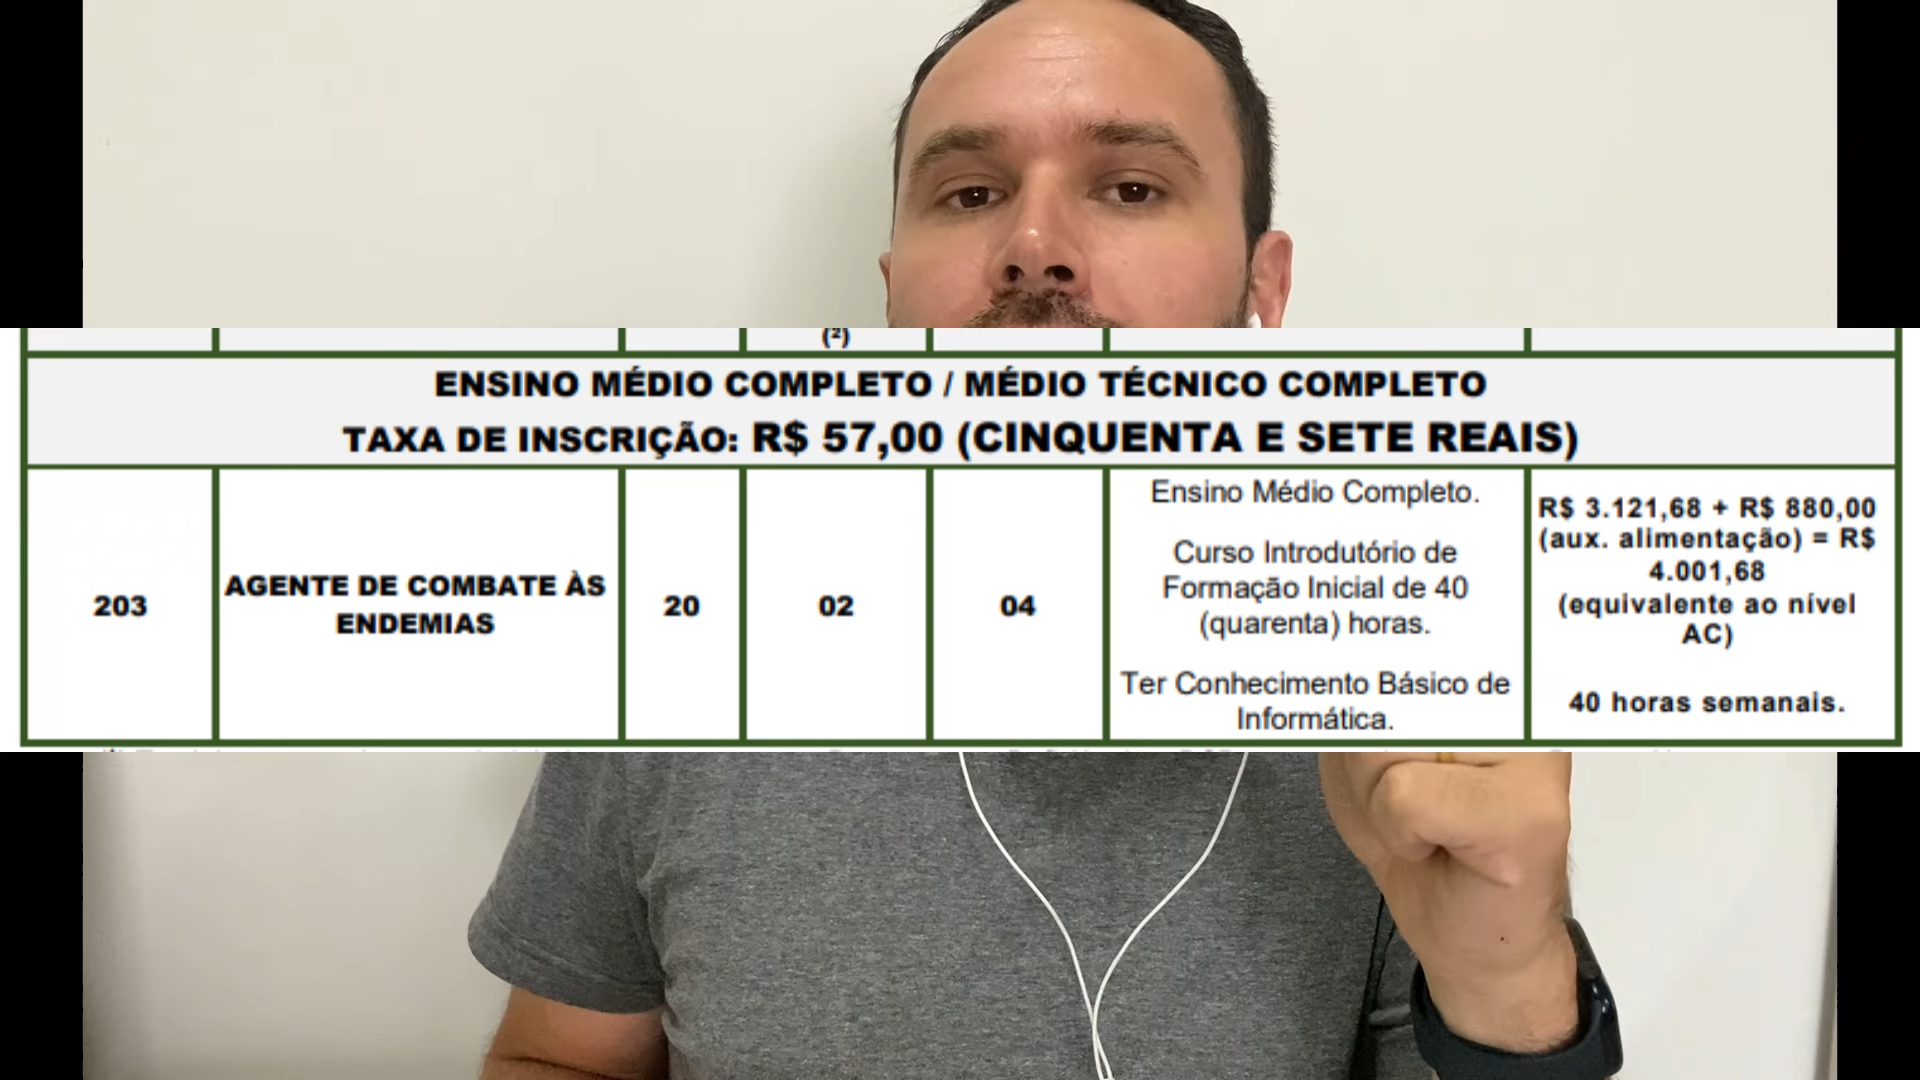 (²)
ENSINO MÉDIO COMPLETO / MÉDIO TÉCNICO COMPLETO
TAXA DE INSCRIÇÃO: R$ 57,00 (CINQUENTA E SETE REAIS)
203
AGENTE DE COMBATE ÀS
ENDEMIAS
20
02
04
Ensino Médio Completo.
Curso Introdutório de
Formação Inicial de 40
(quarenta) horas.
Ter Conhecimento Básico de
Informática.
R$ 3.121,68 + R$ 880,00
(aux. alimentação) = R$
4.001,68
(equivalente ao nível
AC)
40 horas semanais.